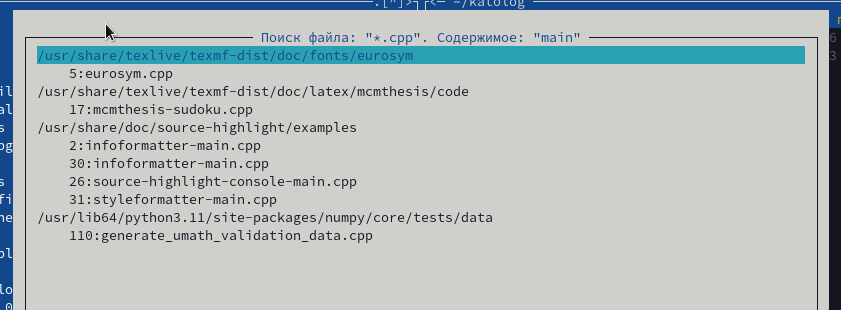 .[^]>┐┌<─ ~/katolog
Поиск файла: "*.cpp". Содержимое: "main"
/usr/share/texlive/texmf-dist/doc/fonts/eurosym
5:eurosym.cpp
/usr/share/texlive/texmf-dist/doc/latex/mcmthesis/code
17:mcmthesis-sudoku.cpp
/usr/share/doc/source-highlight/examples
2:infoformatter-main.cpp
30:infoformatter-main.cpp
26:source-highlight-console-main.cpp
31:styleformatter-main.cpp
/usr/lib64/python3.11/site-packages/numpy/core/tests/data
110:generate_umath_validation_data.cpp